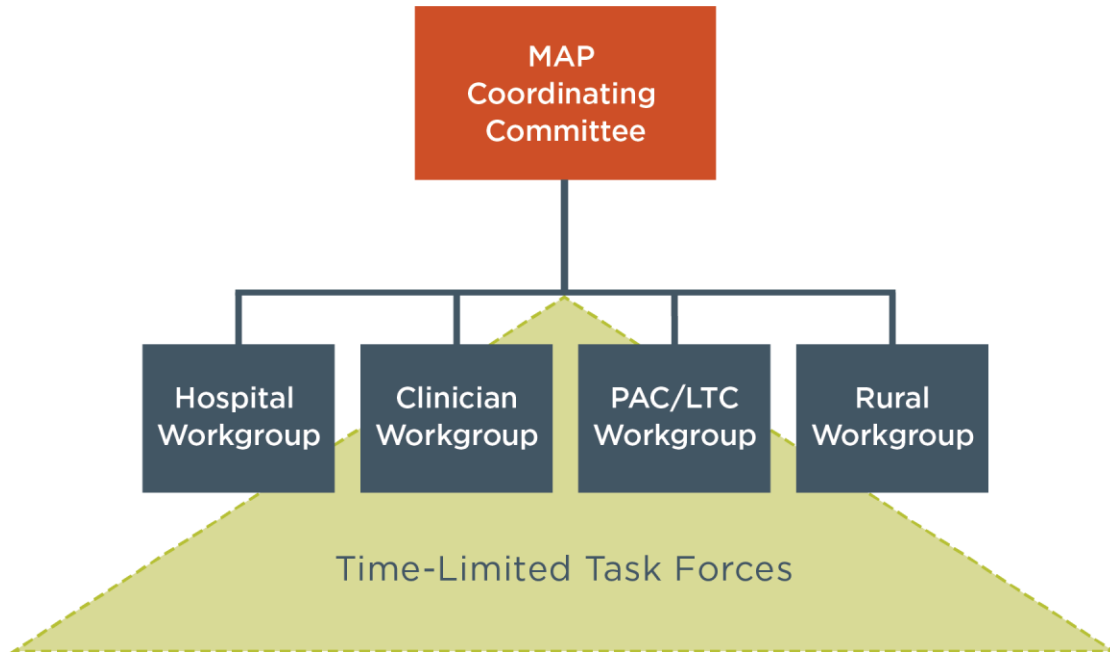 MAP
Coordinating
Committee
Hospital
Workgroup
Clinician
Workgroup
PAC/LTC
Workgroup
Rural
Workgroup
Time-Limited Task Forces